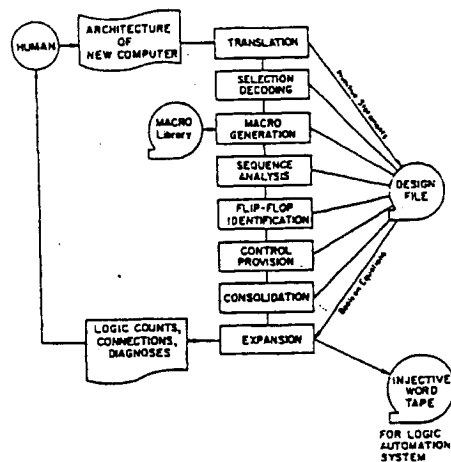 HUMAN
ARCHITECTURE
OF
NEW COMPUTER
TRANSLATION
SELECTION
DECODING
MACRO
Library
MACRO
GENERATION
SEQUENCE
ANALYSIS
FLIP-FLOP
IDENTIFICATION
CONTROL
PROVISION
CONSOLIDATION
EXPANSION
Primitive Statements
DESIGN
FILE
Boolean Equations
LOGIC COUNTS,
CONNECTIONS,
DIAGNOSES
INJECTIVE
WORD
TAPE
FOR LOGIC
AUTOMATION
SYSTEM